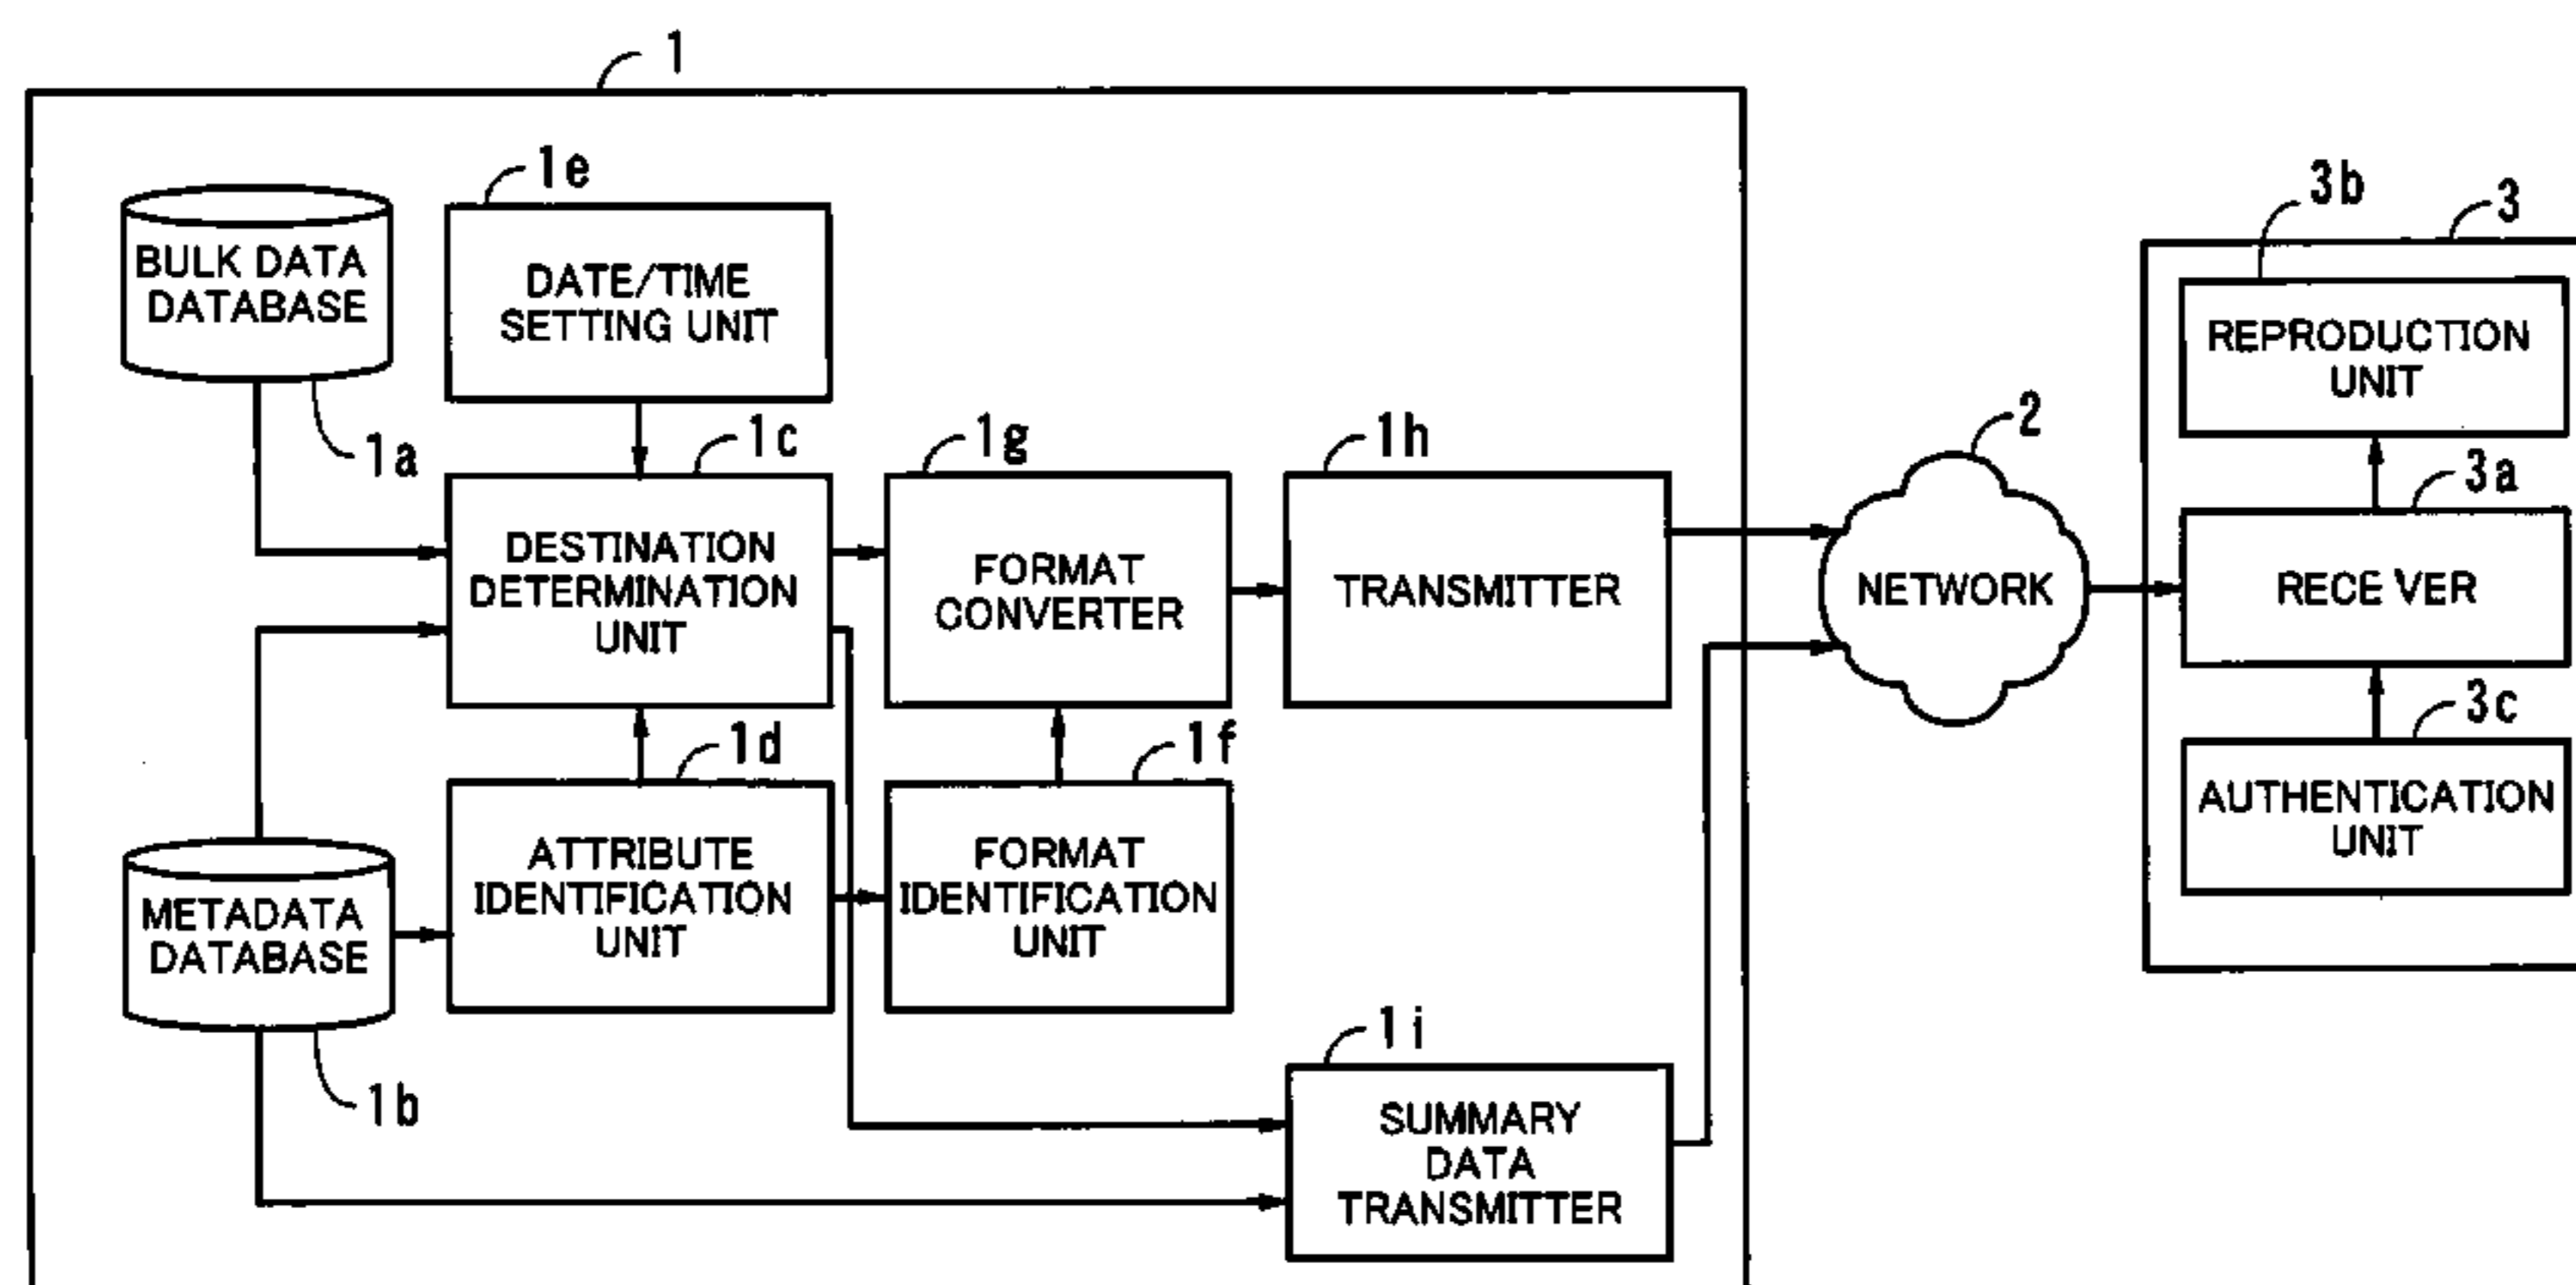 1
1e
3b
3
BULK DATA
DATABASE
DATE/TIME
SETTING UNIT
REPRODUCTION
UNIT
1a
1c
1g
1h
2
3a
DESTINATION
DETERMINATION
UNIT
FORMAT
CONVERTER
TRANSMITTER
NETWORK
RECE VER
1d
1f
3c
METADATA
DATABASE
ATTRIBUTE
IDENTIFICATION
UNIT
FORMAT
IDENTIFICATION
UNIT
AUTHENTICATION
UNIT
1b
1i
SUMMARY
DATA
TRANSMITTER